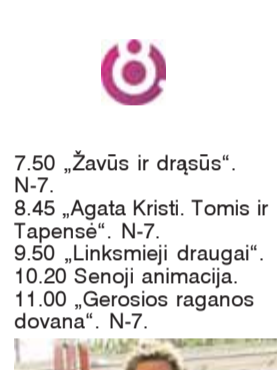 7.50 „Žavūs ir drąsūs“.
N-7.
8.45 „Agata Kristi. Tomis ir
Tapensė“. N-7.
9.50 „Linksmieji draugai“.
10.20 Senoji animacija.
11.00 „Gerosios raganos
dovana“. N-7.